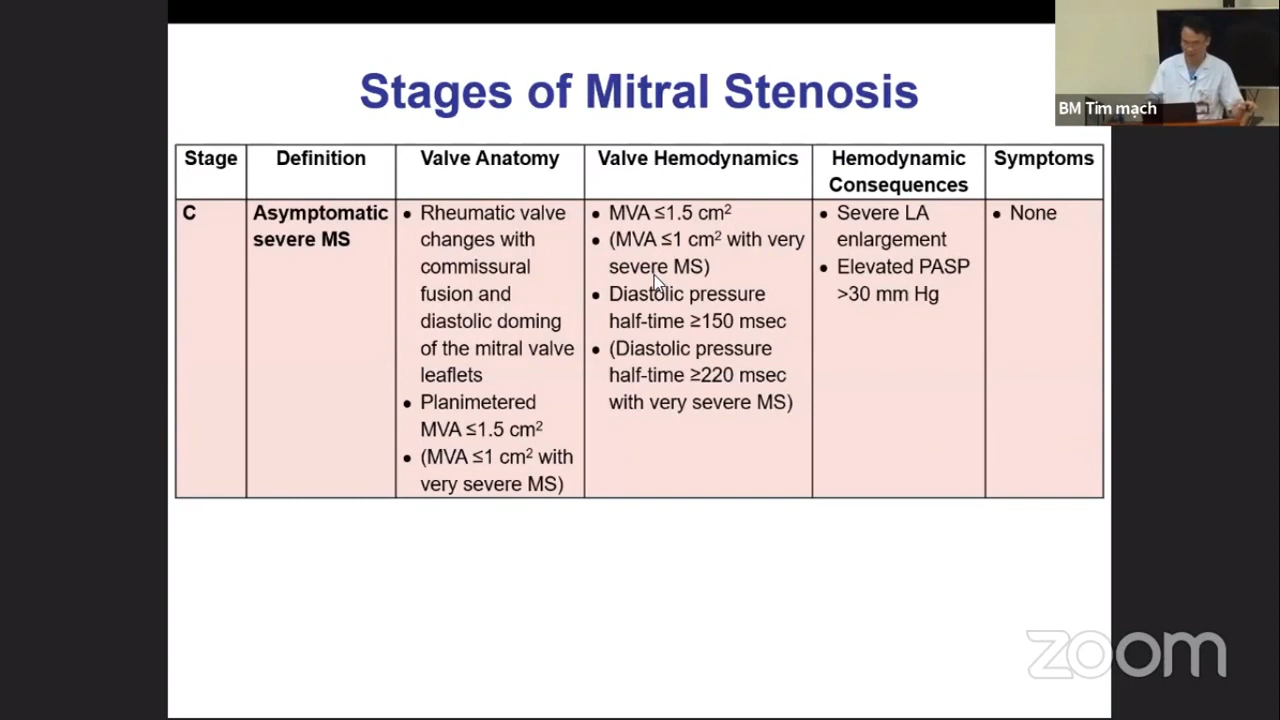 Stages of Mitral Stenosis
BM Tim mạch
Stage
Definition
Valve Anatomy
Valve Hemodynamics
Hemodynamic
Consequences
Symptoms
C
Asymptomatic
severe MS
• Rheumatic valve
changes with
commissural
fusion and
diastolic doming
of the mitral valve
leaflets
• Planimetered
MVA ≤1.5 cm²
• (MVA ≤1 cm² with
very severe MS)
• MVA ≤1.5 cm²
• (MVA ≤1 cm² with very
severe MS)
• Diastolic pressure
half-time ≥150 msec
• (Diastolic pressure
half-time ≥220 msec
with very severe MS)
• Severe LA
enlargement
• Elevated PASP
>30 mm Hg
• None
zoom